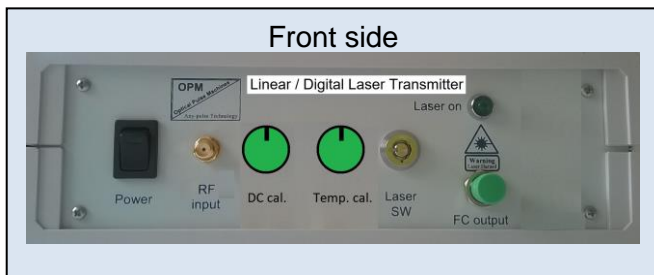 Front side
OPM
Optical Pulse Machines
Any-pulse Technology
Linear / Digital Laser Transmitter
Laser on
Warning
Power
RF
input
DC cal.
Temp. cal.
Laser
SW
FC output